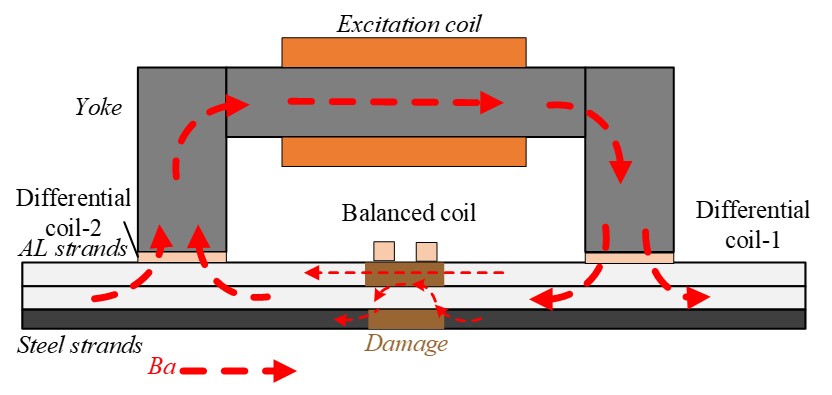 Excitation coil
Yoke
Differential
coil-2
AL strands
Balanced coil
Differential
coil-1
Steel strands
Damage
Ba